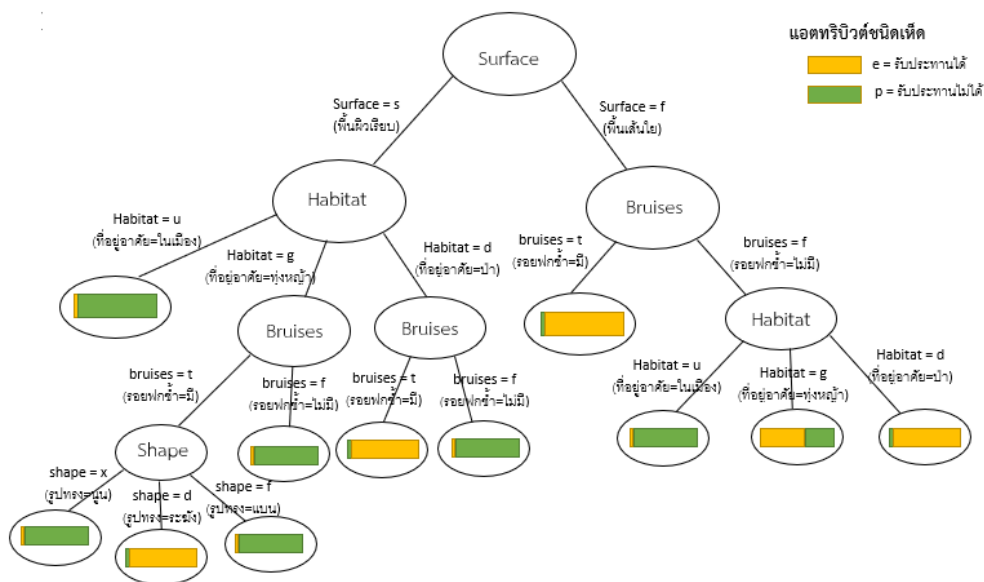 แอตทริบิวต์ชนิดเห็ด
e = รับประทานได้
p = รับประทานไม่ได้
Surface
Surface = s
(พื้นผิวเรียบ)
Surface = f
(พื้นเส้นใย)
Habitat
Bruises
Habitat = u
(ที่อยู่อาศัย=ในเมือง)
Habitat = g
(ที่อยู่อาศัย=ทุ่งหญ้า)
Habitat = d
(ที่อยู่อาศัย=ป่า)
bruises = t
(รอยฟกช้ำ=มี)
bruises = f
(รอยฟกช้ำ=ไม่มี)
Bruises
Bruises
Habitat
bruises = t
(รอยฟกช้ำ=มี)
bruises = f
(รอยฟกช้ำ=ไม่มี)
bruises = t
(รอยฟกช้ำ=มี)
bruises = f
(รอยฟกช้ำ=ไม่มี)
Habitat = u
(ที่อยู่อาศัย=ในเมือง)
Habitat = g
(ที่อยู่อาศัย=ทุ่งหญ้า)
Habitat = d
(ที่อยู่อาศัย=ป่า)
Shape
shape = x
(รูปทรง=นูน)
shape = d
(รูปทรง=ระฆัง)
shape = f
(รูปทรง=แบน)